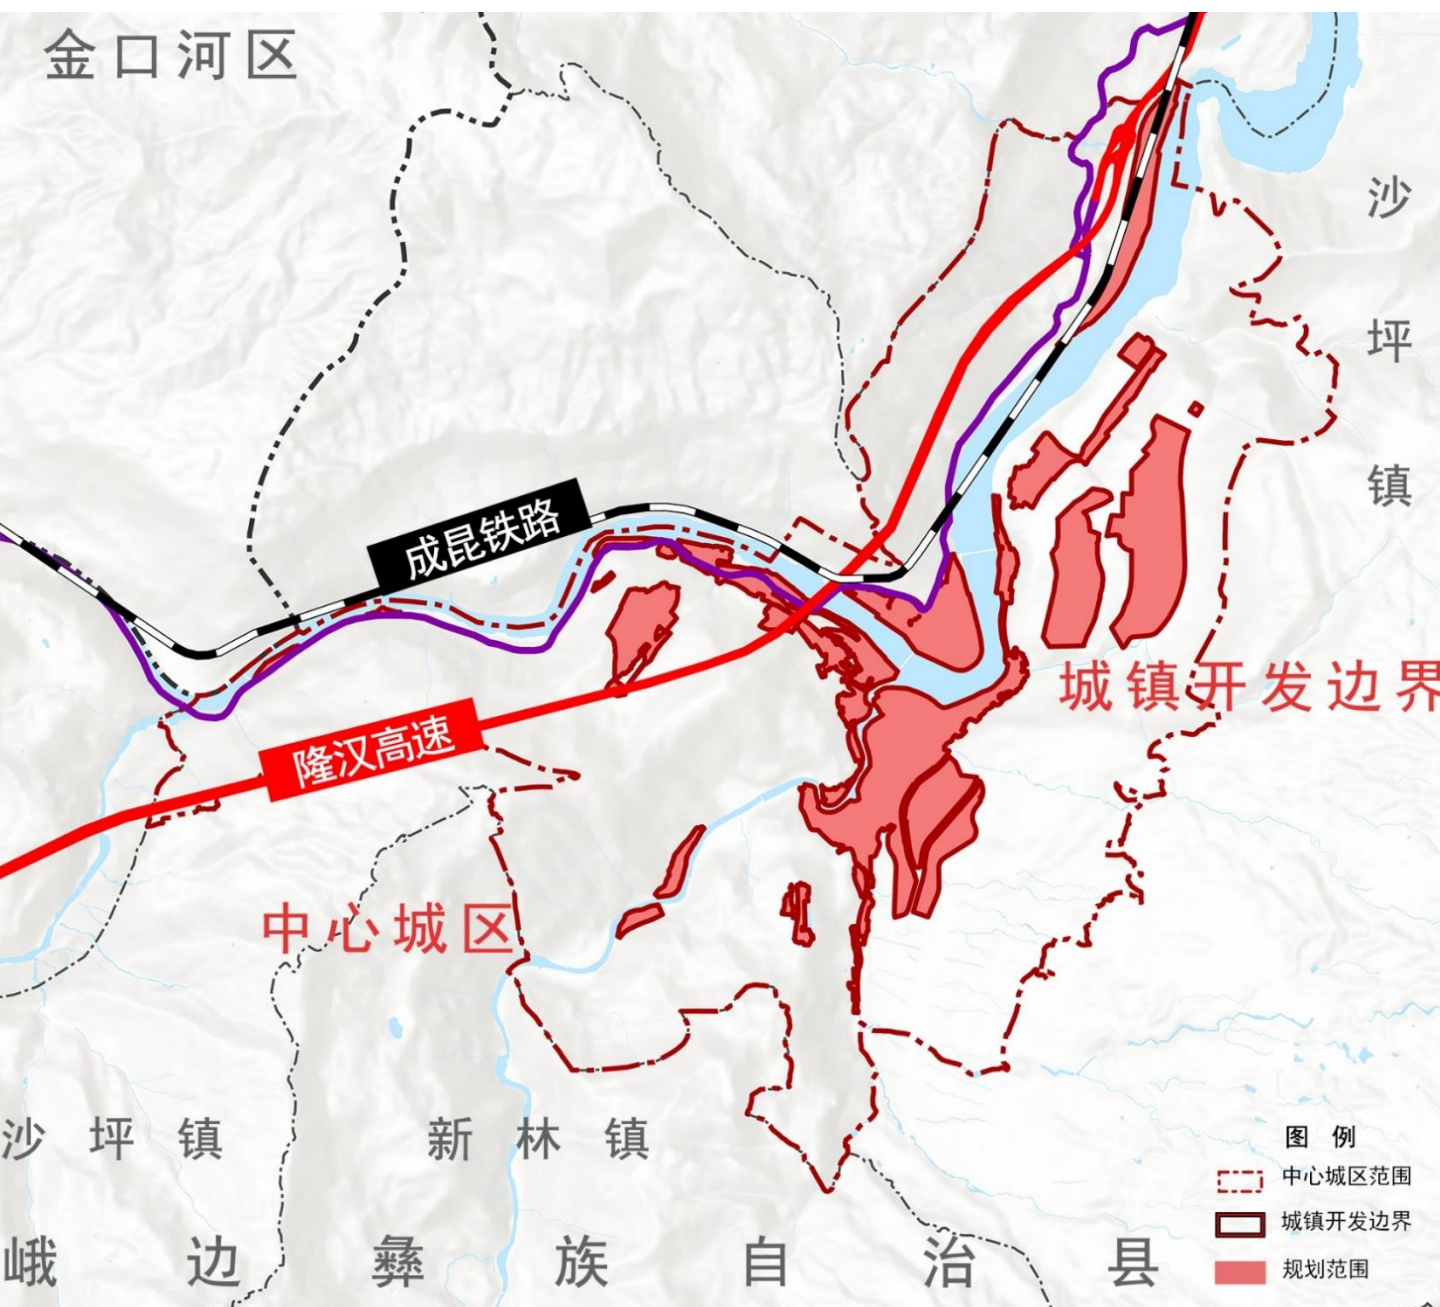 金口河区
沙坪镇
成昆铁路
城镇开发边界
隆汉高速
中心城区
沙坪镇
新林镇
峨边彝族自治县
图例
中心城区范围
城镇开发边界
规划范围